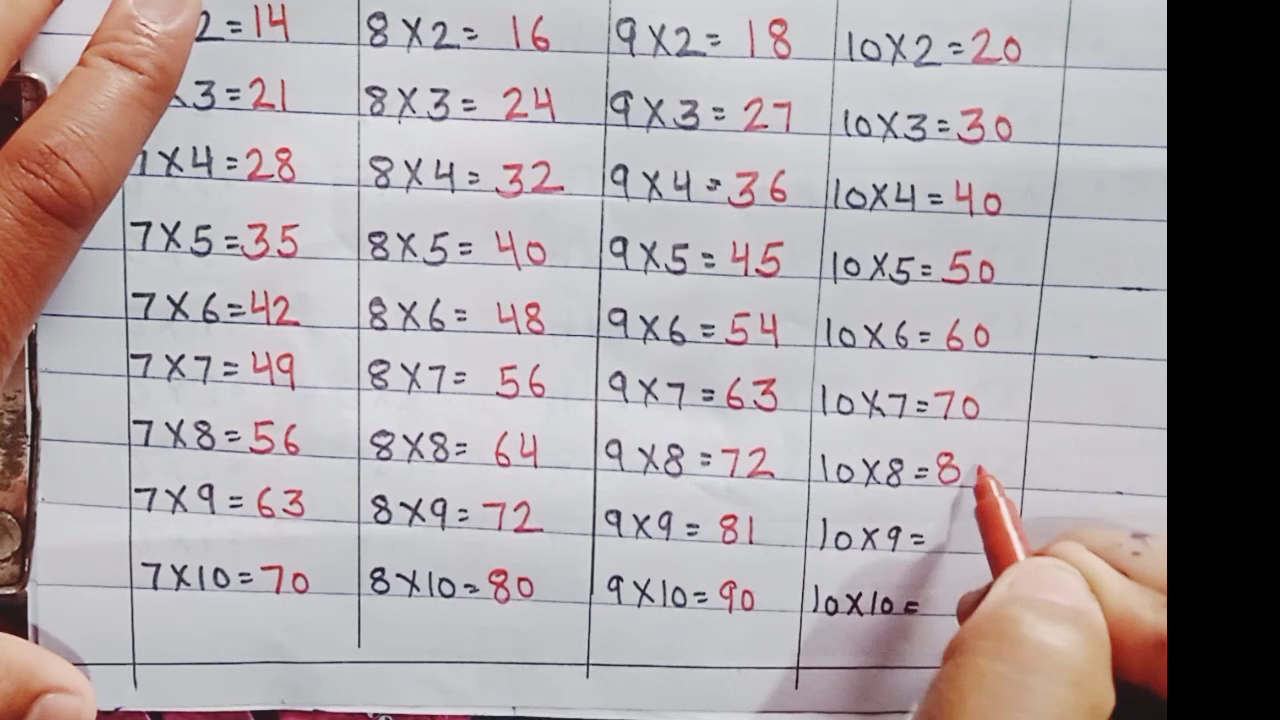 2=14 8X2= 16 9X2= 18 10X2=20
X3=21 8X3= 24 9X3= 27 10X3=30
X4=28 8X4= 32 9X4= 36 10X4=40
7X5=35 8X5= 40 9X5=45 10X5=50
7X6=42 8X6= 48 9X6=54 10X6=60
7X7=49 8X7= 56 9X7=63 10X7=70
7X8=56 8X8= 64 9X8=72 10X8=8
7X9=63 8X9=72 9X9= 81 10X9=
7X10=70 8X10=80 9X10=90 10X10=